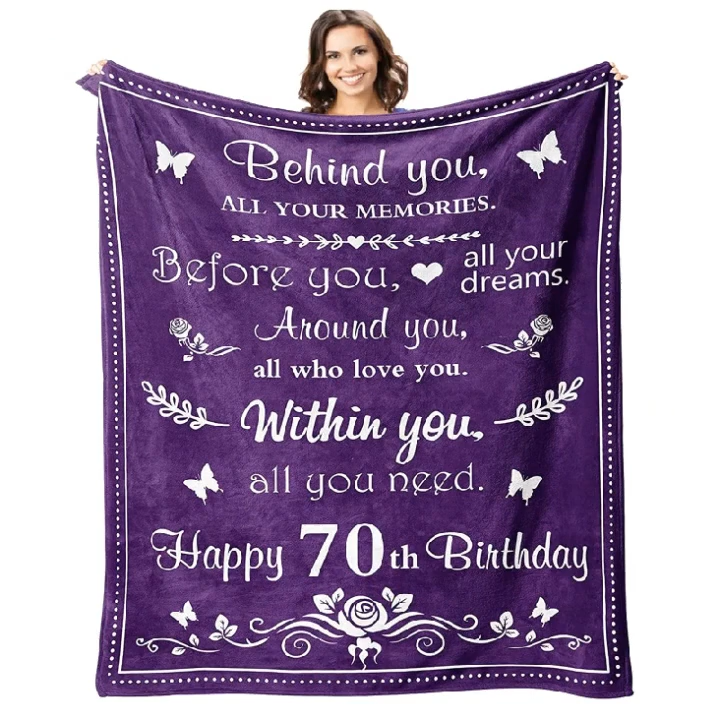 Behind you,
ALL YOUR MEMORIES.
Before you, all your dreams.
Around you,
all who love you.
Within you,
all you need.
Happy 70th Birthday